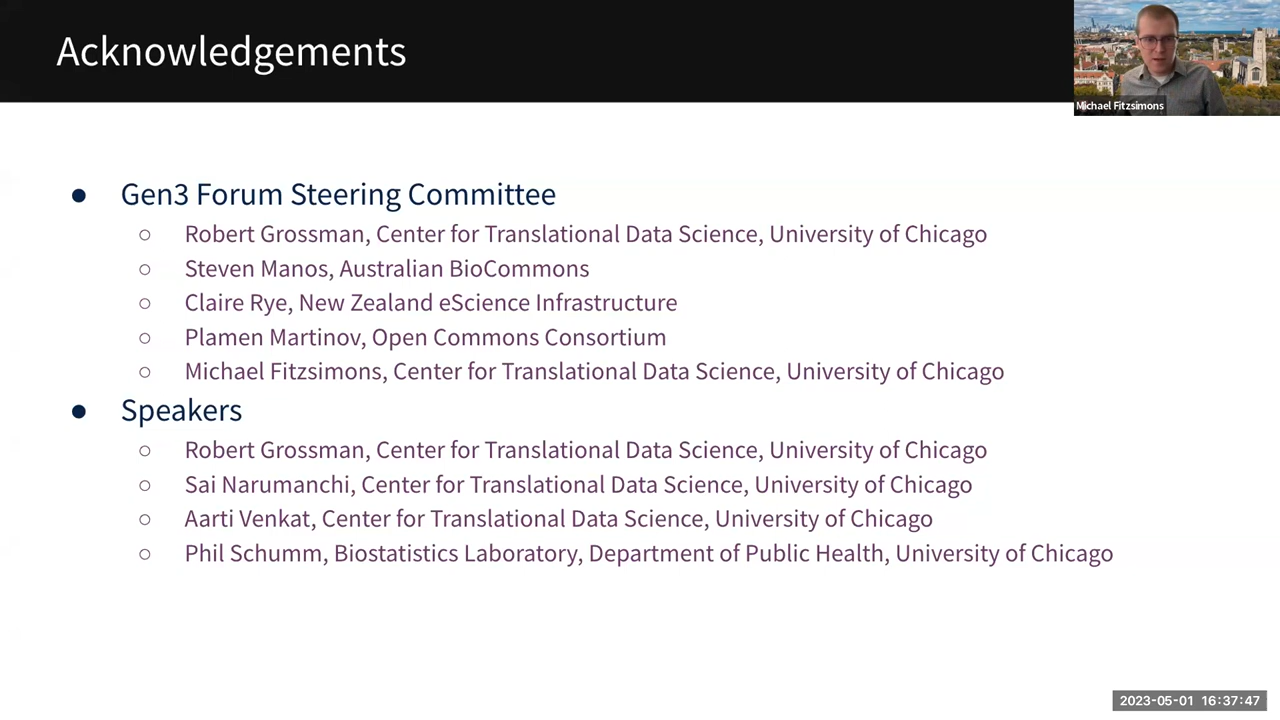 Acknowledgements
Michael Fitzsimons
● Gen3 Forum Steering Committee
○ Robert Grossman, Center for Translational Data Science, University of Chicago
○ Steven Manos, Australian BioCommons
○ Claire Rye, New Zealand eScience Infrastructure
○ Plamen Martinov, Open Commons Consortium
○ Michael Fitzsimons, Center for Translational Data Science, University of Chicago
● Speakers
○ Robert Grossman, Center for Translational Data Science, University of Chicago
○ Sai Narumanchi, Center for Translational Data Science, University of Chicago
○ Aarti Venkat, Center for Translational Data Science, University of Chicago
○ Phil Schumm, Biostatistics Laboratory, Department of Public Health, University of Chicago
2023-05-01 16:37:47